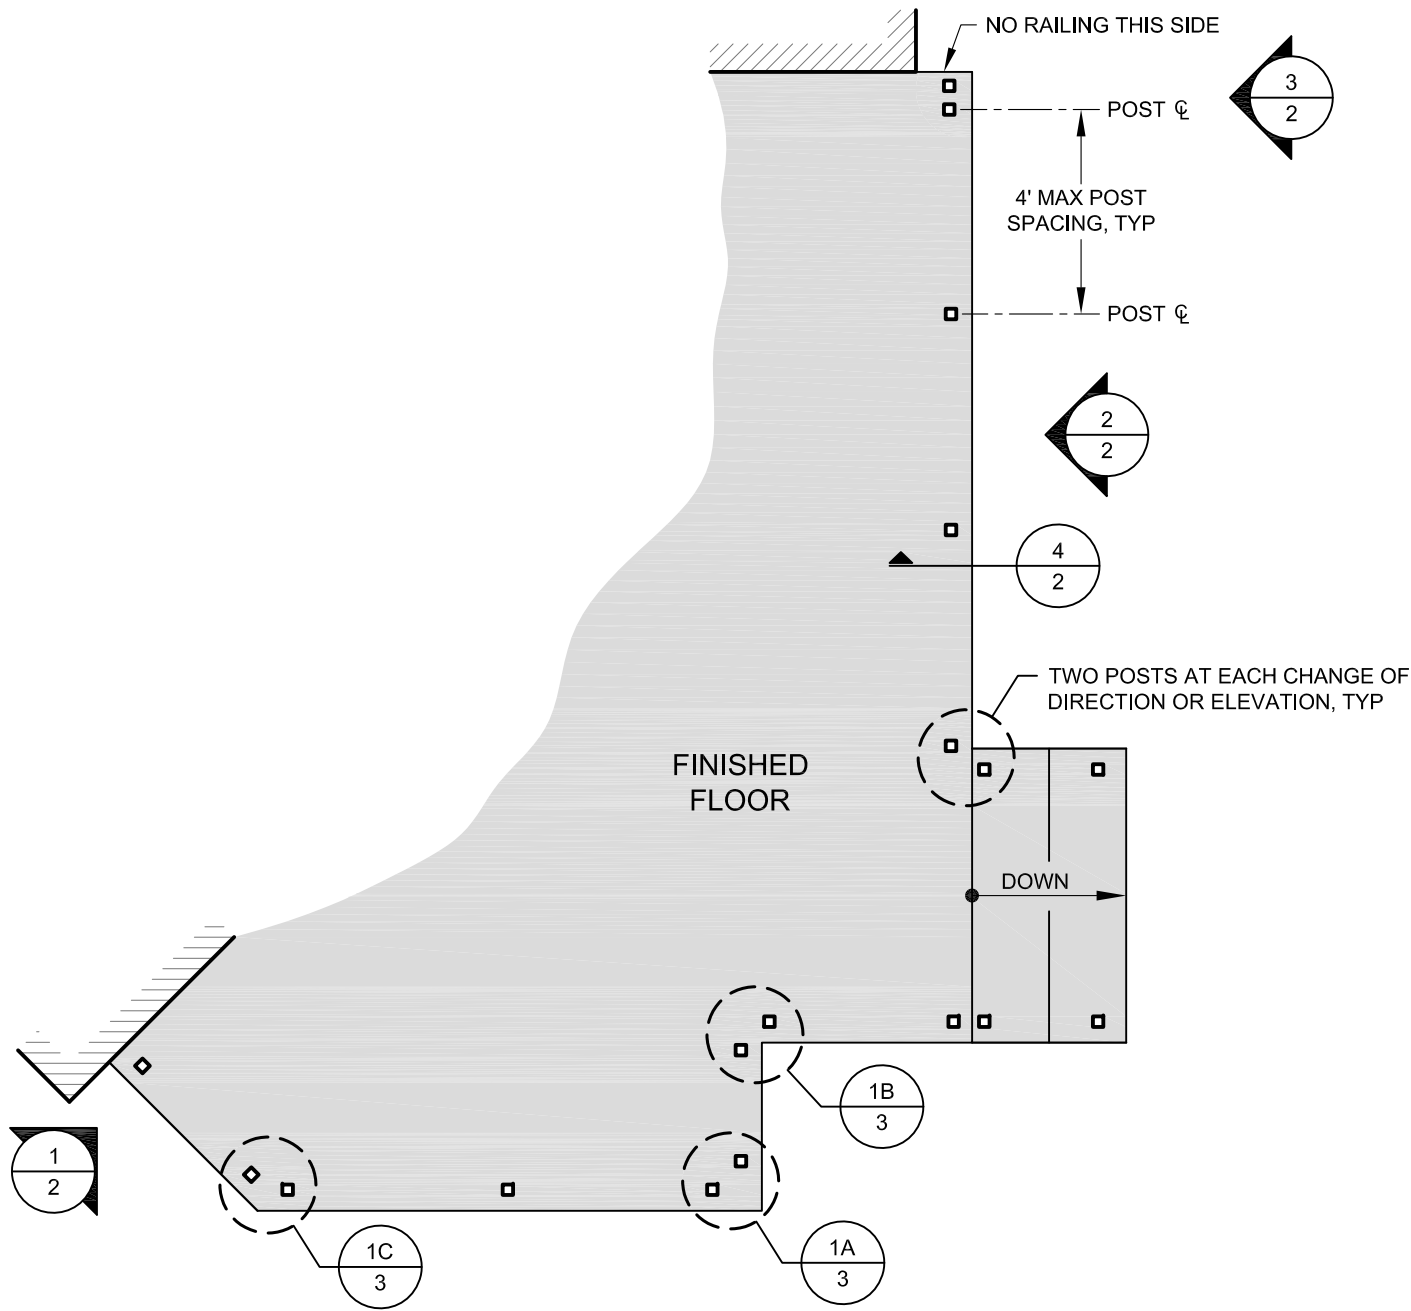 NO RAILING THIS SIDE
3
2
POST ℄
4' MAX POST
SPACING, TYP
POST ℄
2
2
4
2
TWO POSTS AT EACH CHANGE OF
DIRECTION OR ELEVATION, TYP
FINISHED
FLOOR
DOWN
1B
3
1
2
1C
3
1A
3